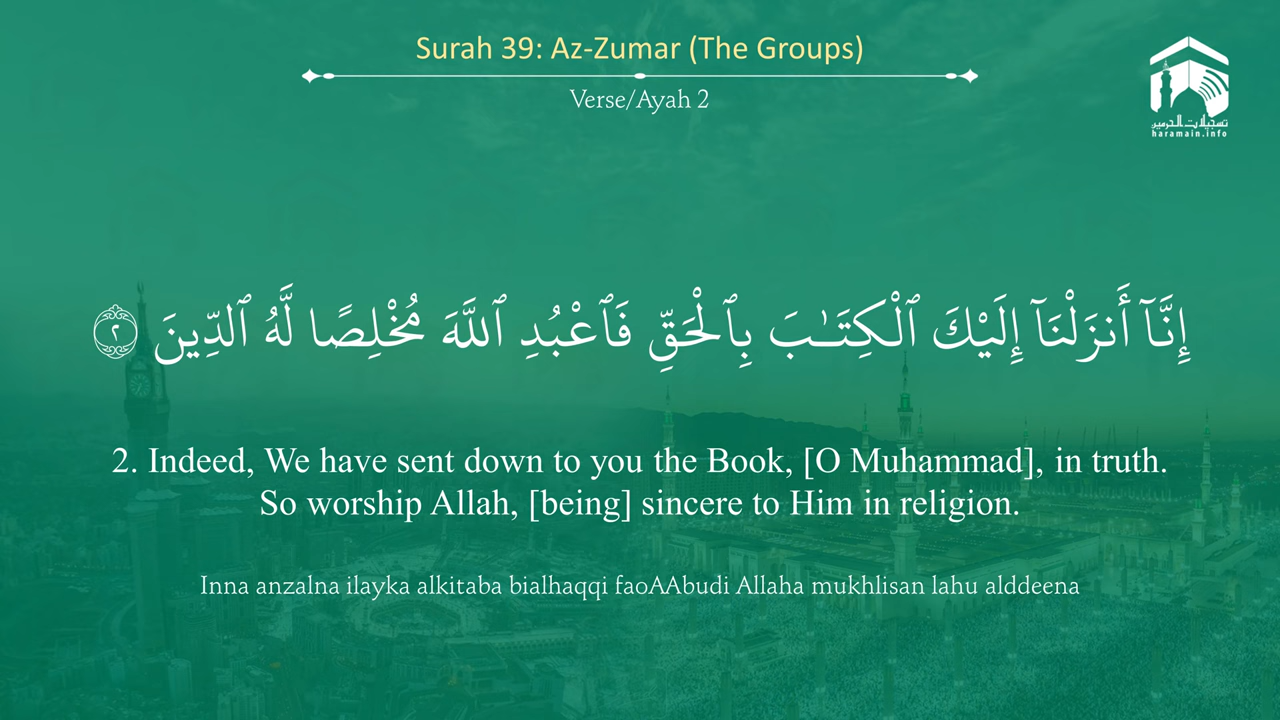 Surah 39: Az-Zumar (The Groups)
Verse/Ayah 2
تسجيلات الحرمين
haramain.info
إِنَّآ أَنزَلْنَآ إِلَيْكَ ٱلْكِتَـٰبَ بِٱلْحَقِّ فَٱعْبُدِ ٱللَّهَ مُخْلِصًا لَّهُ ٱلدِّينَ ٢
2. Indeed, We have sent down to you the Book, [O Muhammad], in truth.
So worship Allah, [being] sincere to Him in religion.
Inna anzalna ilayka alkitaba bialhaqqi faoAAbudi Allaha mukhlisan lahu alddeena